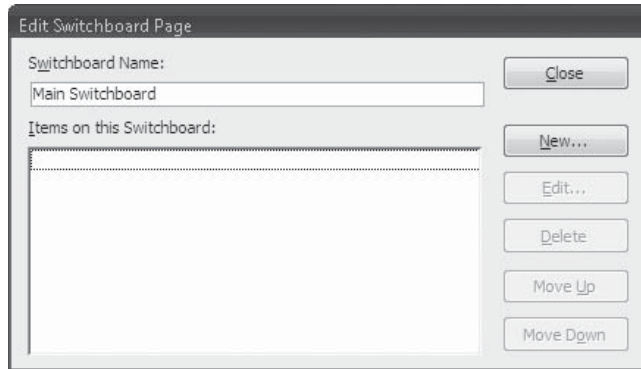 Edit Switchboard Page
Switchboard Name:
Close
Main Switchboard
Items on this Switchboard:
New...
Edit...
Delete
Move Up
Move Down